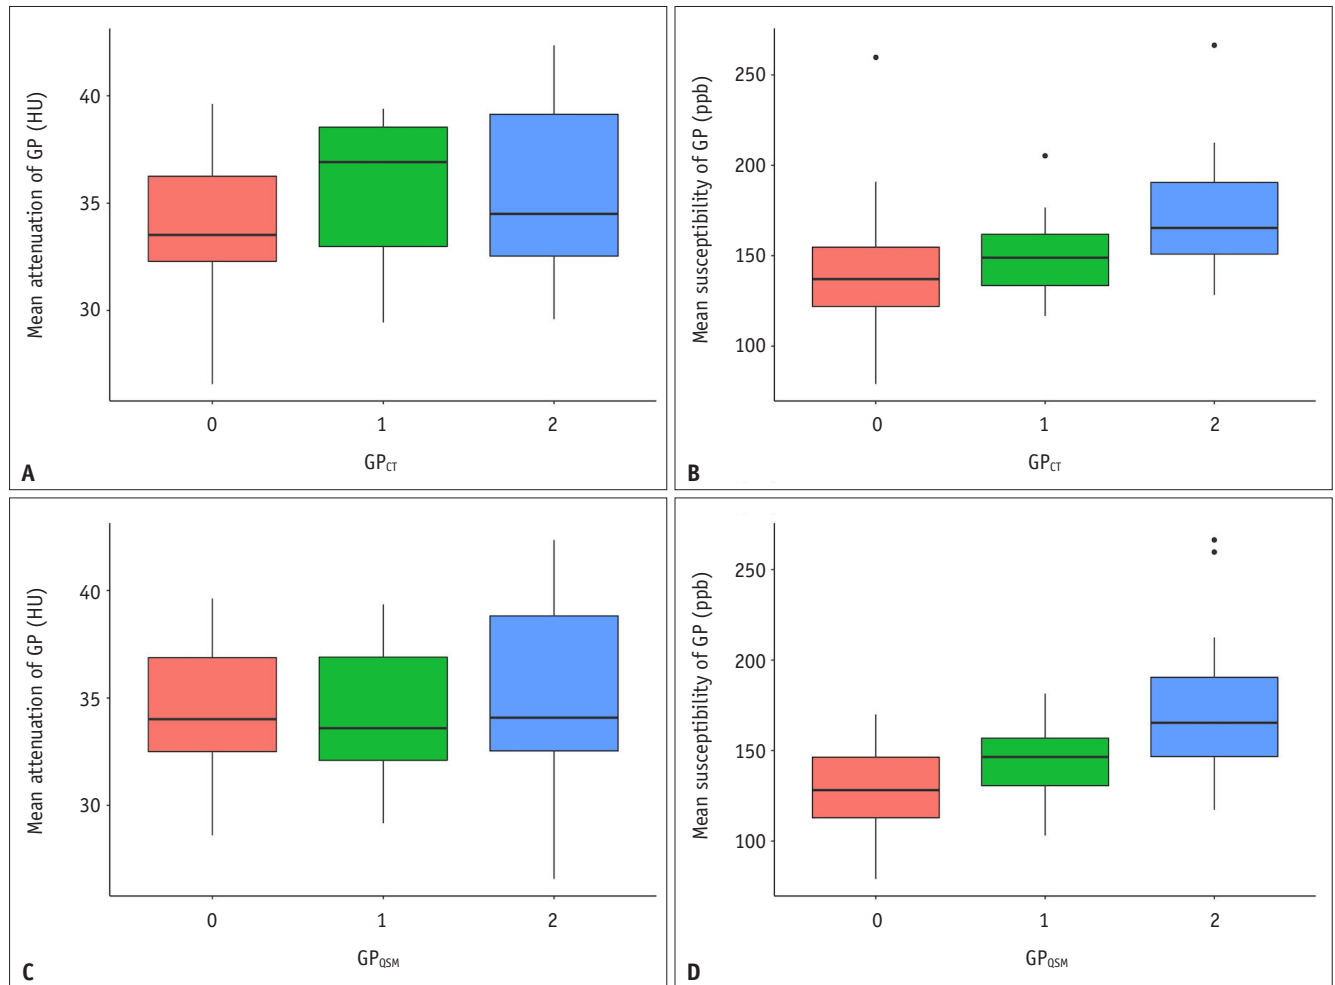 Mean attenuation of GP (HU)
40
35
30
0 1 2
GPCT
A
Mean susceptibility of GP (ppb)
250
200
150
100
0 1 2
GPCT
B
Mean attenuation of GP (HU)
40
35
30
0 1 2
GPQSM
C
Mean susceptibility of GP (ppb)
250
200
150
100
0 1 2
GPQSM
D